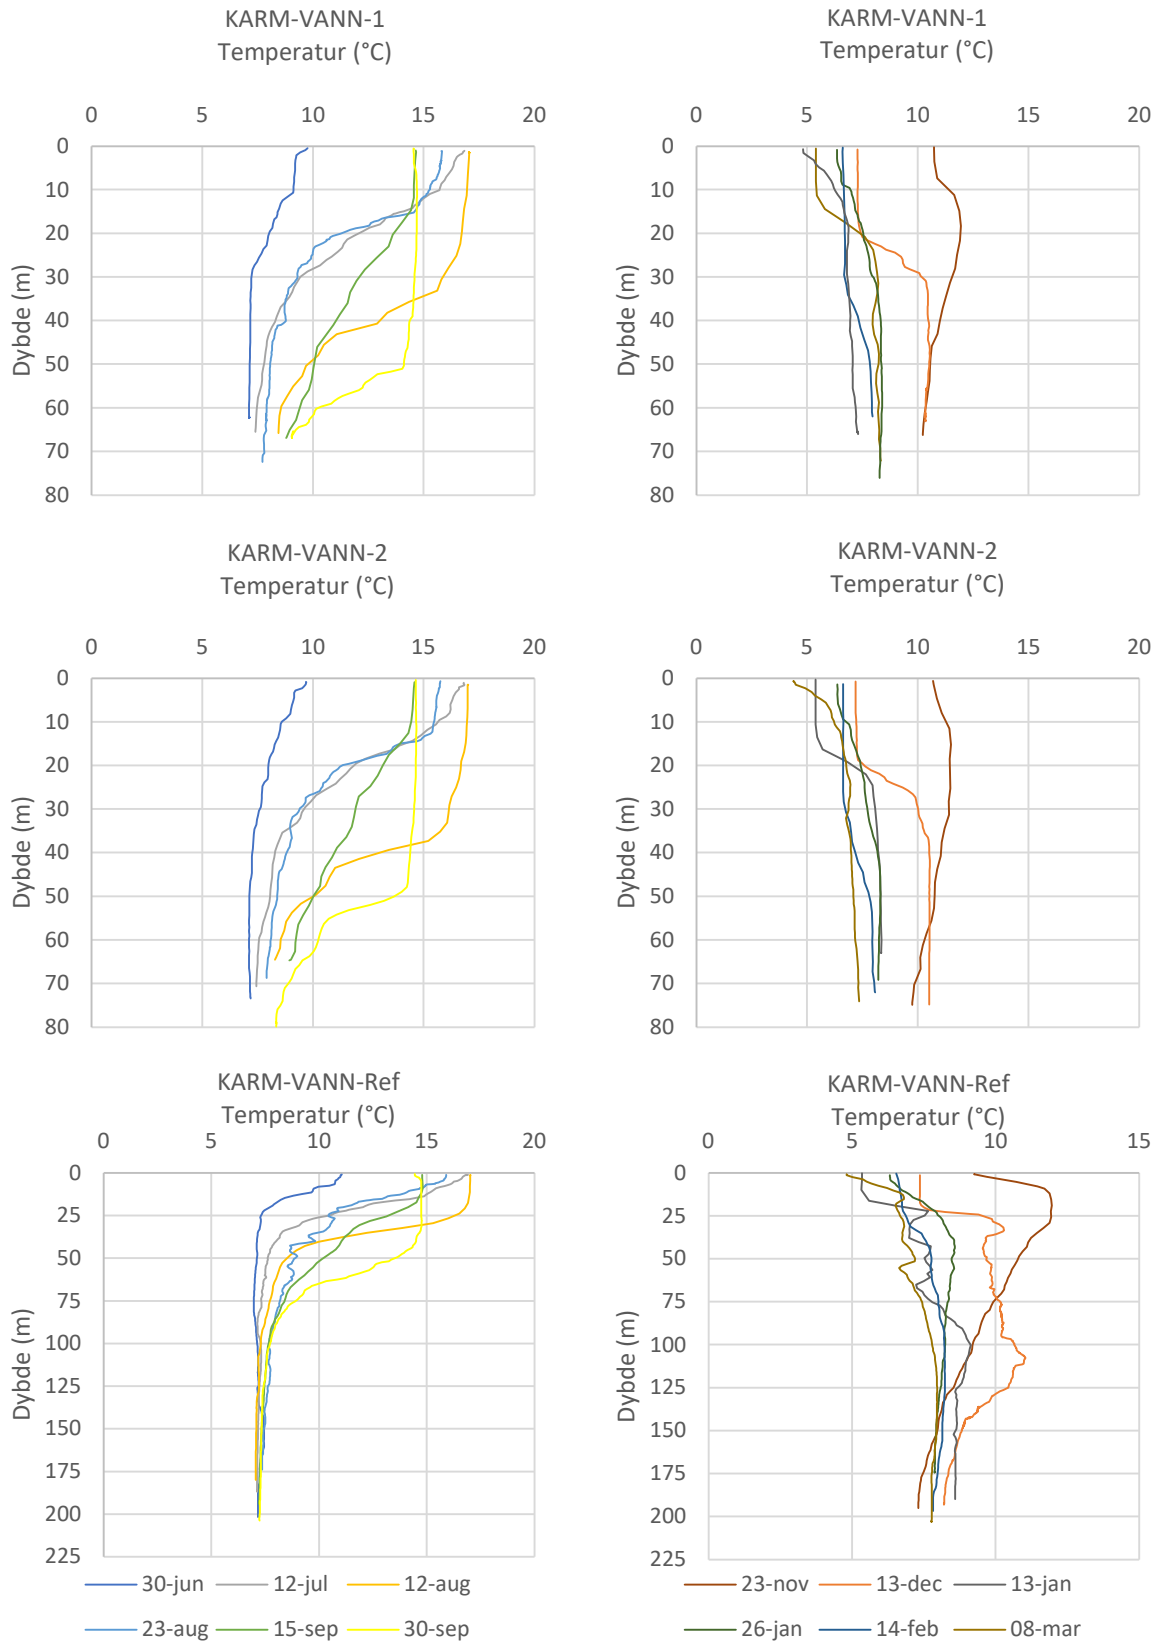 KARM-VANN-1
Temperatur (°C)
0 5 10 15 20
0
10
20
30
40
50
60
70
80
Dybde (m)
KARM-VANN-1
Temperatur (°C)
0 5 10 15 20
0
10
20
30
40
50
60
70
80
Dybde (m)
KARM-VANN-2
Temperatur (°C)
0 5 10 15 20
0
10
20
30
40
50
60
70
80
Dybde (m)
KARM-VANN-2
Temperatur (°C)
0 5 10 15 20
0
10
20
30
40
50
60
70
80
Dybde (m)
KARM-VANN-Ref
Temperatur (°C)
0 5 10 15 20
0
25
50
75
100
125
150
175
200
225
Dybde (m)
30-jun 12-jul 12-aug
23-aug 15-sep 30-sep
KARM-VANN-Ref
Temperatur (°C)
0 5 10 15
0
25
50
75
100
125
150
175
200
225
Dybde (m)
23-nov 13-dec 13-jan
26-jan 14-feb 08-mar